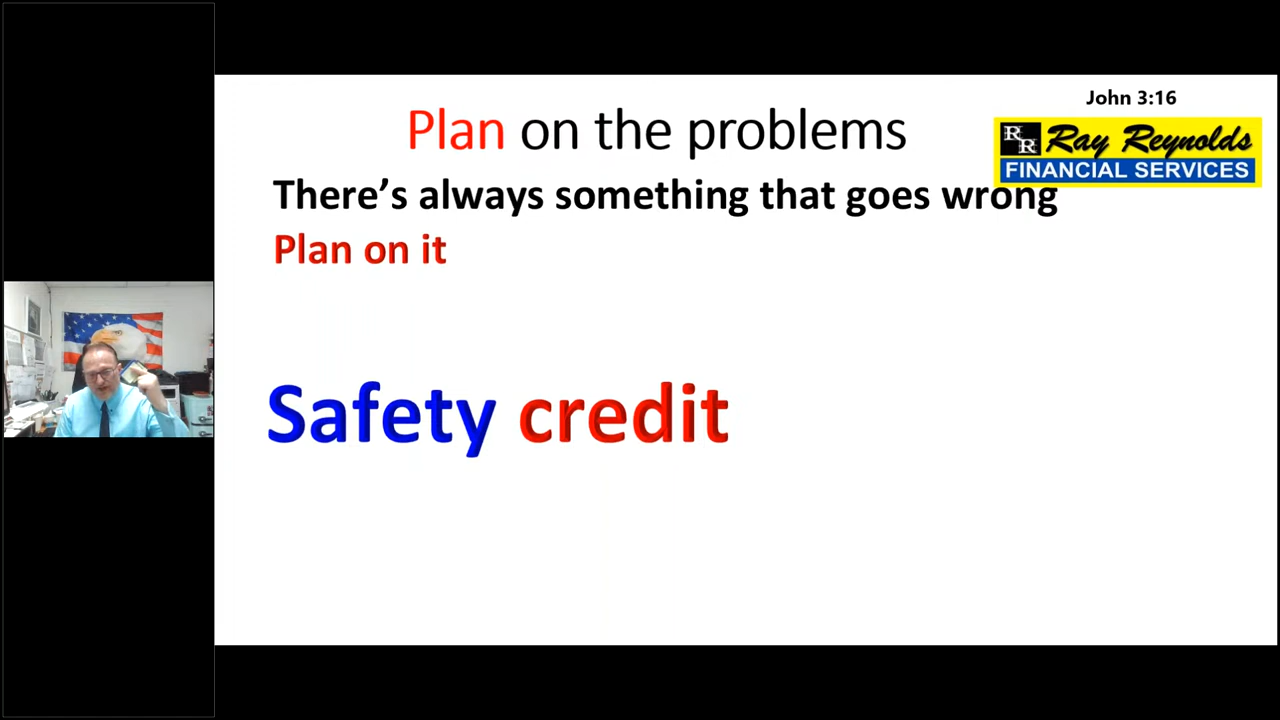 John 3:16
Plan on the problems
RR Ray Reynolds
FINANCIAL SERVICES
There’s always something that goes wrong
Plan on it
Safety credit